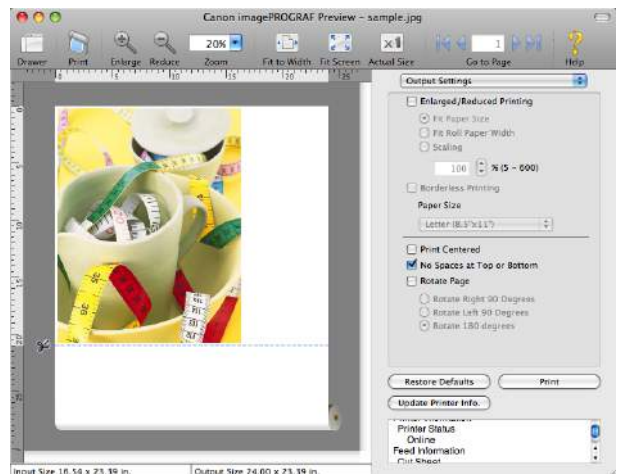 Canon imagePROGRAF Preview – sample.jpg
20%
1
Drawer Print Enlarge Reduce Zoom Fit to Width Fit Screen Actual Size Go to Page Help
Output Settings
Enlarged/Reduced Printing
Fit Paper Size
Fit Roll Paper Width
Scaling
100 % (5 – 600)
Borderless Printing
Paper Size
Letter (8.5"x11")
Print Centered
No Spaces at Top or Bottom
Rotate Page
Rotate Right 90 Degrees
Rotate Left 90 Degrees
Rotate 180 degrees
Restore Defaults Print
Update Printer Info.
Printer Status
Online
Feed Information
Cut Sheet
Input Size 16.54 x 23.39 in. Output Size 24.00 x 23.39 in.